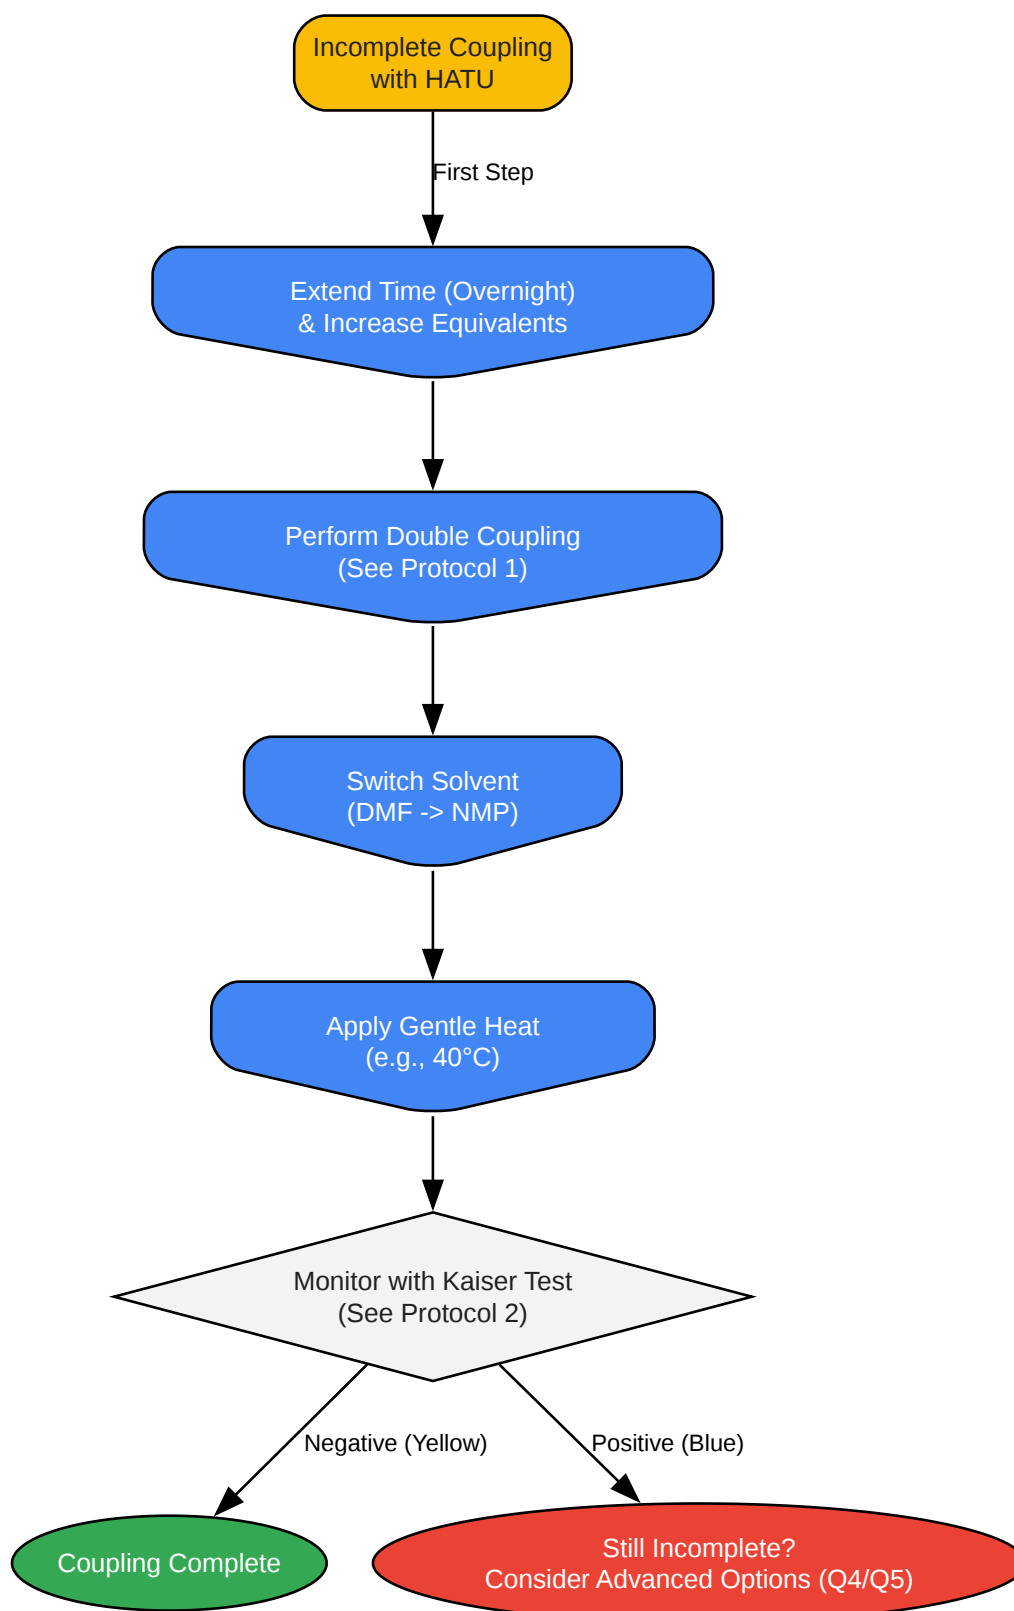 Incomplete Coupling
with HATU
First Step
Extend Time (Overnight)
& Increase Equivalents
Perform Double Coupling
(See Protocol 1)
Switch Solvent
(DMF -> NMP)
Apply Gentle Heat
(e.g., 40°C)
Monitor with Kaiser Test
(See Protocol 2)
Negative (Yellow)
Positive (Blue)
Coupling Complete
Still Incomplete?
Consider Advanced Options (Q4/Q5)